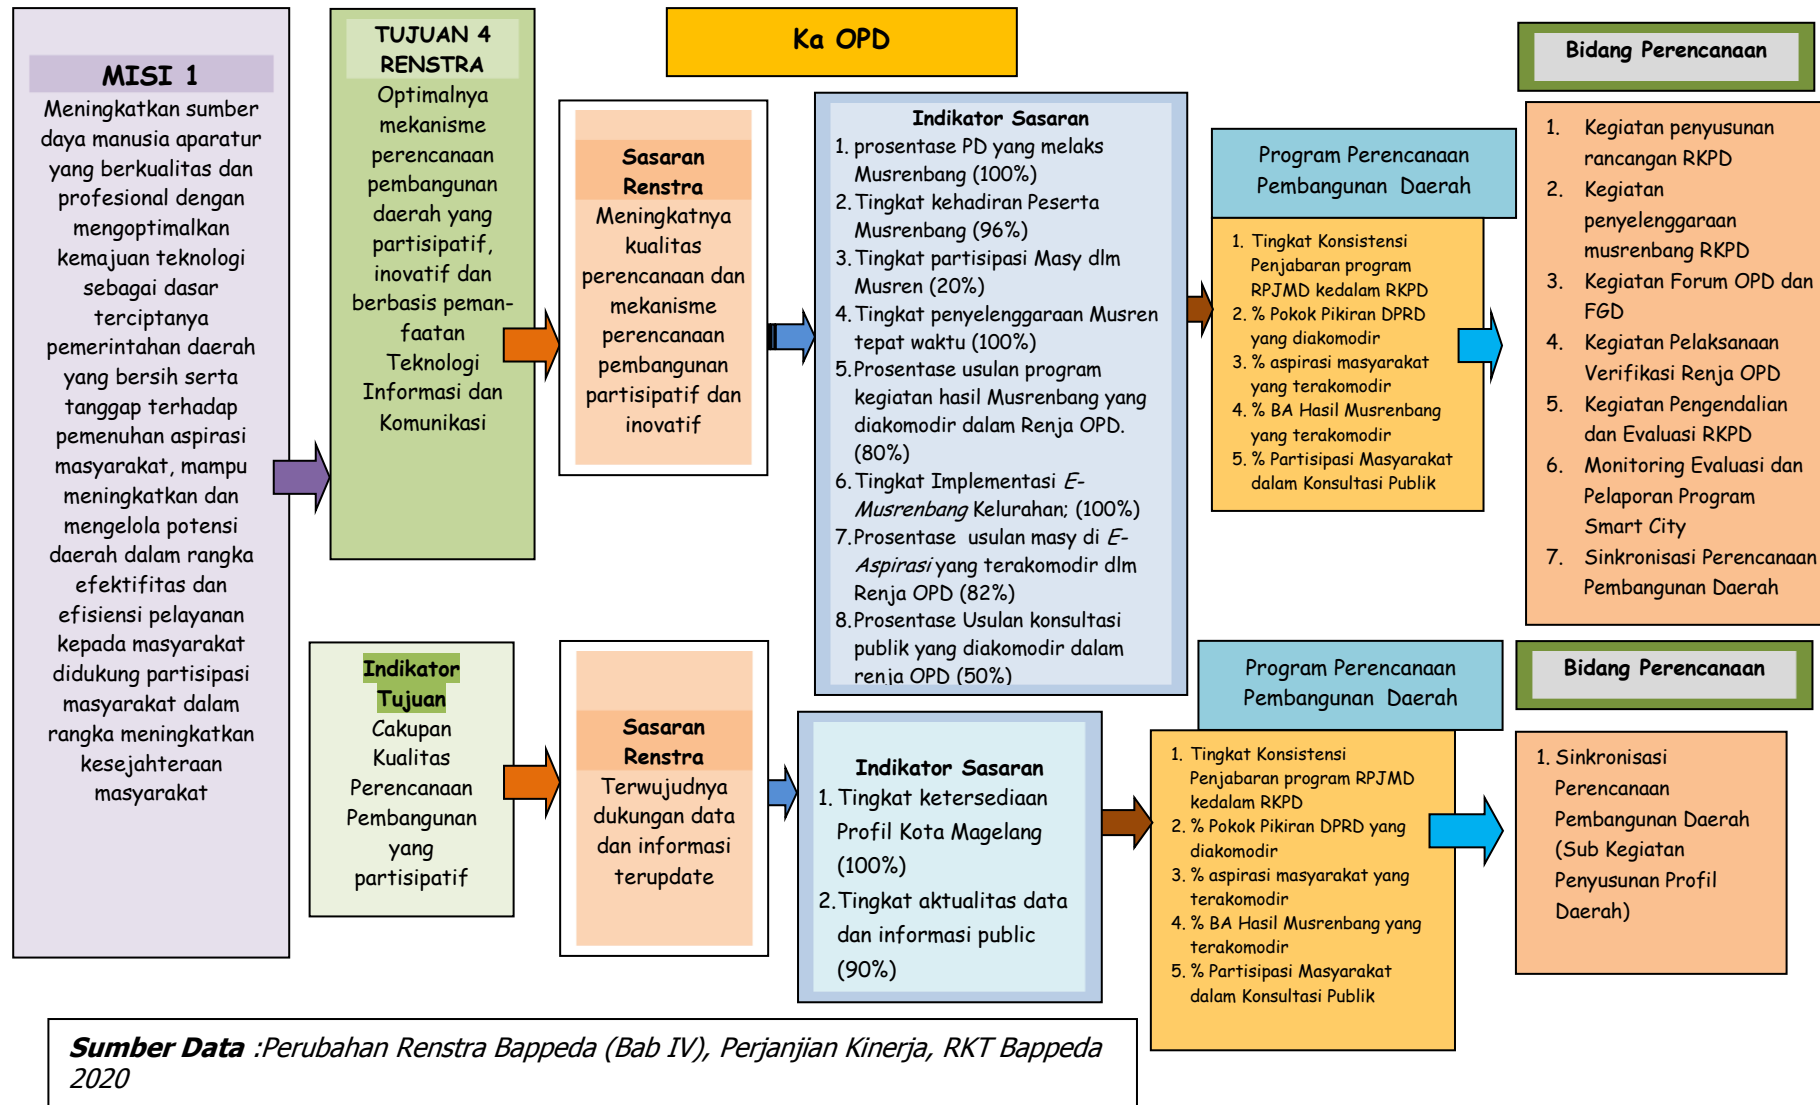 MISI 1
Meningkatkan sumber
daya manusia aparatur
yang berkualitas dan
profesional dengan
mengoptimalkan
kemajuan teknologi
sebagai dasar
terciptanya
pemerintahan daerah
yang bersih serta
tanggap terhadap
pemenuhan aspirasi
masyarakat, mampu
meningkatkan dan
mengelola potensi
daerah dalam rangka
efektifitas dan
efisiensi pelayanan
kepada masyarakat
didukung partisipasi
masyarakat dalam
rangka meningkatkan
kesejahteraan
masyarakat
TUJUAN 4
RENSTRA
Optimalnya
mekanisme
perencanaan
pembangunan
daerah yang
partisipatif,
inovatif dan
berbasis peman-
faatan
Teknologi
Informasi dan
Komunikasi
Indikator
Tujuan
Cakupan
Kualitas
Perencanaan
Pembangunan
yang
partisipatif
Ka OPD
Sasaran
Renstra
Meningkatnya
kualitas
perencanaan dan
mekanisme
perencanaan
pembangunan
partisipatif dan
inovatif
Indikator Sasaran
1. prosentase PD yang melaks
Musrenbang (100%)
2. Tingkat kehadiran Peserta
Musrenbang (96%)
3. Tingkat partisipasi Masy dlm
Musren (20%)
4. Tingkat penyelenggaraan Musren
tepat waktu (100%)
5. Prosentase usulan program
kegiatan hasil Musrenbang yang
diakomodir dalam Renja OPD.
(80%)
6. Tingkat Implementasi E-
Musrenbang Kelurahan; (100%)
7. Prosentase usulan masy di E-
Aspirasi yang terakomodir dlm
Renja OPD (82%)
8. Prosentase Usulan konsultasi
publik yang diakomodir dalam
renja OPD (50%)
Program Perencanaan
Pembangunan Daerah
1. Tingkat Konsistensi
Penjabaran program
RPJMD kedalam RKPD
2. % Pokok Pikiran DPRD
yang diakomodir
3. % aspirasi masyarakat
yang terakomodir
4. % BA Hasil Musrenbang
yang terakomodir
5. % Partisipasi Masyarakat
dalam Konsultasi Publik
Bidang Perencanaan
1. Kegiatan penyusunan
rancangan RKPD
2. Kegiatan
penyelenggaraan
musrenbang RKPD
3. Kegiatan Forum OPD dan
FGD
4. Kegiatan Pelaksanaan
Verifikasi Renja OPD
5. Kegiatan Pengendalian
dan Evaluasi RKPD
6. Monitoring Evaluasi dan
Pelaporan Program
Smart City
7. Sinkronisasi Perencanaan
Pembangunan Daerah
Sasaran
Renstra
Terwujudnya
dukungan data
dan informasi
terupdate
Indikator Sasaran
1. Tingkat ketersediaan
Profil Kota Magelang
(100%)
2. Tingkat aktualitas data
dan informasi public
(90%)
Program Perencanaan
Pembangunan Daerah
1. Tingkat Konsistensi
Penjabaran program RPJMD
kedalam RKPD
2. % Pokok Pikiran DPRD yang
diakomodir
3. % aspirasi masyarakat yang
terakomodir
4. % BA Hasil Musrenbang yang
terakomodir
5. % Partisipasi Masyarakat
dalam Konsultasi Publik
Bidang Perencanaan
1. Sinkronisasi
Perencanaan
Pembangunan Daerah
(Sub Kegiatan
Penyusunan Profil
Daerah)
Sumber Data :Perubahan Renstra Bappeda (Bab IV), Perjanjian Kinerja, RKT Bappeda
2020